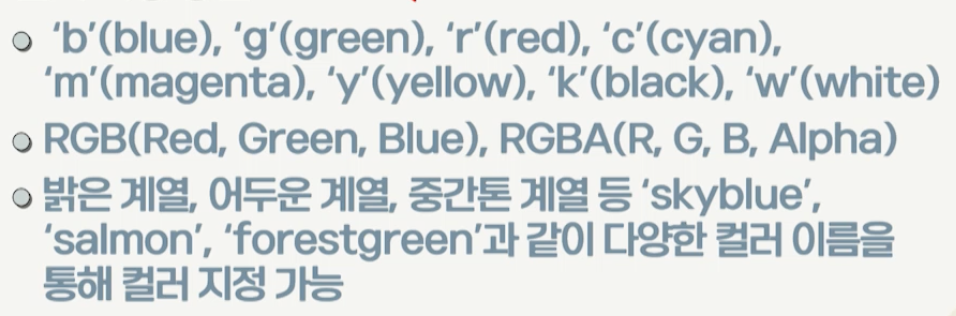 ‘b’(blue), ‘g’(green), ‘r’(red), ‘c’(cyan),
‘m’(magenta), ‘y’(yellow), ‘k’(black), ‘w’(white)
RGB(Red, Green, Blue), RGBA(R, G, B, Alpha)
밝은 계열, 어두운 계열, 중간톤 계열 등 ‘skyblue’,
‘salmon’, ‘forestgreen’과 같이 다양한 컬러 이름을
통해 컬러 지정 가능